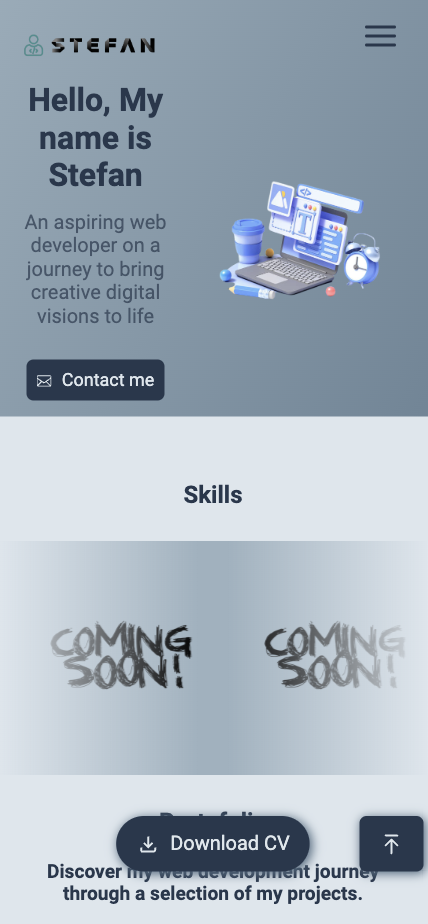 STEFAN
Hello, My
name is
Stefan
An aspiring web
developer on a
journey to bring
creative digital
visions to life
Contact me
Skills
COMING
SOON!
COMING
SOON!
Download CV
Discover my web development journey
through a selection of my projects.